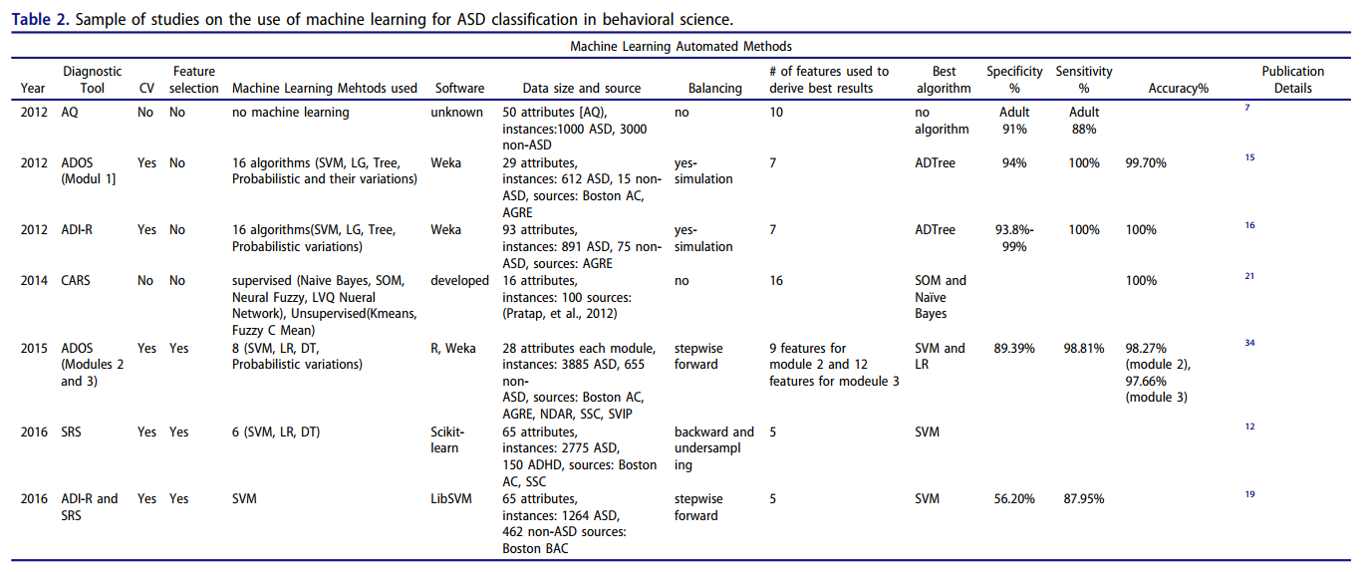 Table 2. Sample of studies on the use of machine learning for ASD classification in behavioral science.
Machine Learning Automated Methods
Year Diagnostic Tool CV Feature selection Machine Learning Mehtods used Software Data size and source Balancing # of features used to derive best results Best algorithm Specificity % Sensitivity % Accuracy% Publication Details
2012 AQ No No no machine learning unknown 50 attributes [AQ), instances:1000 ASD, 3000 non-ASD no 10 no algorithm Adult 91% Adult 88% 7
2012 ADOS (Modul 1] Yes No 16 algorithms (SVM, LG, Tree, Probabilistic and their variations) Weka 29 attributes, instances: 612 ASD, 15 non-ASD, sources: Boston AC, AGRE yes-simulation 7 ADTree 94% 100% 99.70% 15
2012 ADI-R Yes No 16 algorithms(SVM, LG, Tree, Probabilistic variations) Weka 93 attributes, instances: 891 ASD, 75 non-ASD, sources: AGRE yes-simulation 7 ADTree 93.8%-99% 100% 100% 16
2014 CARS No No supervised (Naive Bayes, SOM, Neural Fuzzy, LVQ Nueral Network), Unsupervised(Kmeans, Fuzzy C Mean) developed 16 attributes, instances: 100 sources: (Pratap, et al., 2012) no 16 SOM and Naïve Bayes 100% 21
2015 ADOS (Modules 2 and 3) Yes Yes 8 (SVM, LR, DT, Probabilistic variations) R, Weka 28 attributes each module, instances: 3885 ASD, 655 non-ASD, sources: Boston AC, AGRE, NDAR, SSC, SVIP stepwise forward 9 features for module 2 and 12 features for modeule 3 SVM and LR 89.39% 98.81% 98.27% (module 2), 97.66% (module 3) 34
2016 SRS Yes Yes 6 (SVM, LR, DT) Scikit-learn 65 attributes, instances: 2775 ASD, 150 ADHD, sources: Boston AC, SSC backward and undersampling 5 SVM 12
2016 ADI-R and SRS Yes Yes SVM LibSVM 65 attributes, instances: 1264 ASD, 462 non-ASD sources: Boston BAC stepwise forward 5 SVM 56.20% 87.95% 19